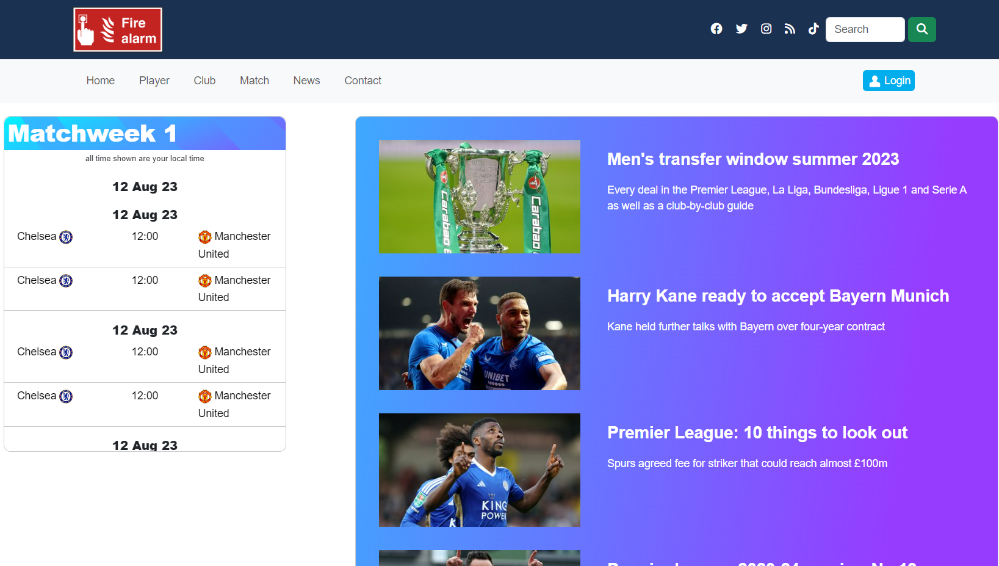 Fire
alarm
Search
Home Player Club Match News Contact
Login
Matchweek 1
all time shown are your local time
12 Aug 23
12 Aug 23
Chelsea 12:00 Manchester
United
Chelsea 12:00 Manchester
United
12 Aug 23
Chelsea 12:00 Manchester
United
Chelsea 12:00 Manchester
United
12 Aug 23
Carabao
Carabao
Men's transfer window summer 2023
Every deal in the Premier League, La Liga, Bundesliga, Ligue 1 and Serie A
as well as a club-by-club guide
UNIBET
Harry Kane ready to accept Bayern Munich
Kane held further talks with Bayern over four-year contract
KING
POWER
Premier League: 10 things to look out
Spurs agreed fee for striker that could reach almost £100m